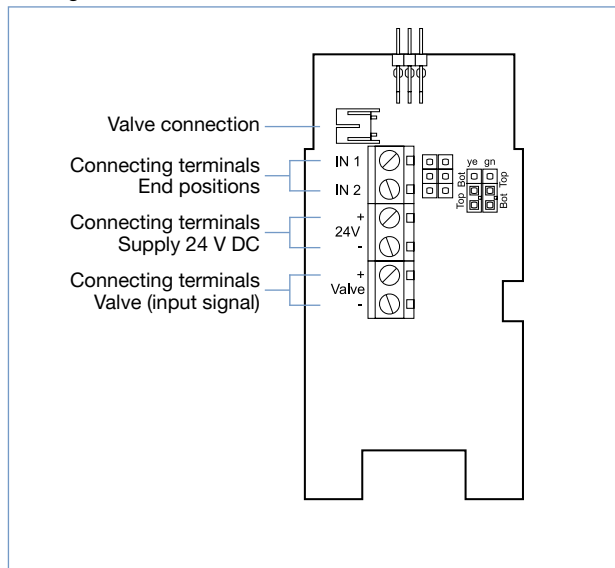 Valve connection
Connecting terminals
End positions
Connecting terminals
Supply 24 V DC
Connecting terminals
Valve (input signal)
IN 1
IN 2
+
24V
-
+
Valve
-
ye gn
Bot
Top
Top
Bot